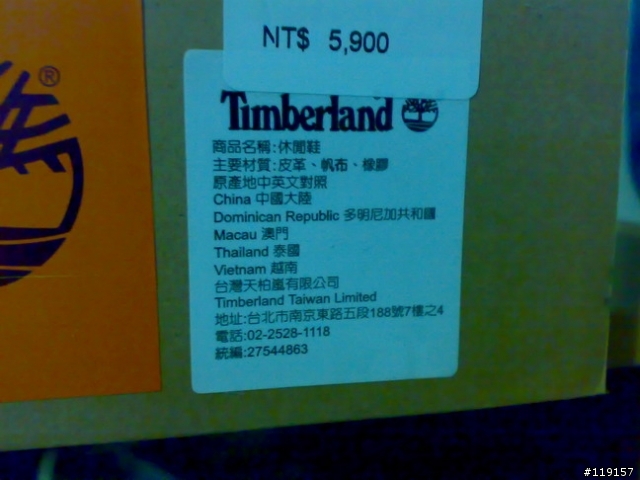 NT$ 5,900
®
Timberland
商品名稱:休閒鞋
主要材質:皮革、帆布、橡膠
原產地中英文對照
China 中國大陸
Dominican Republic 多明尼加共和國
Macau 澳門
Thailand 泰國
Vietnam 越南
台灣天柏嵐有限公司
Timberland Taiwan Limited
地址:台北市南京東路五段188號7樓之4
電話:02-2528-1118
統編:27544863
#119157